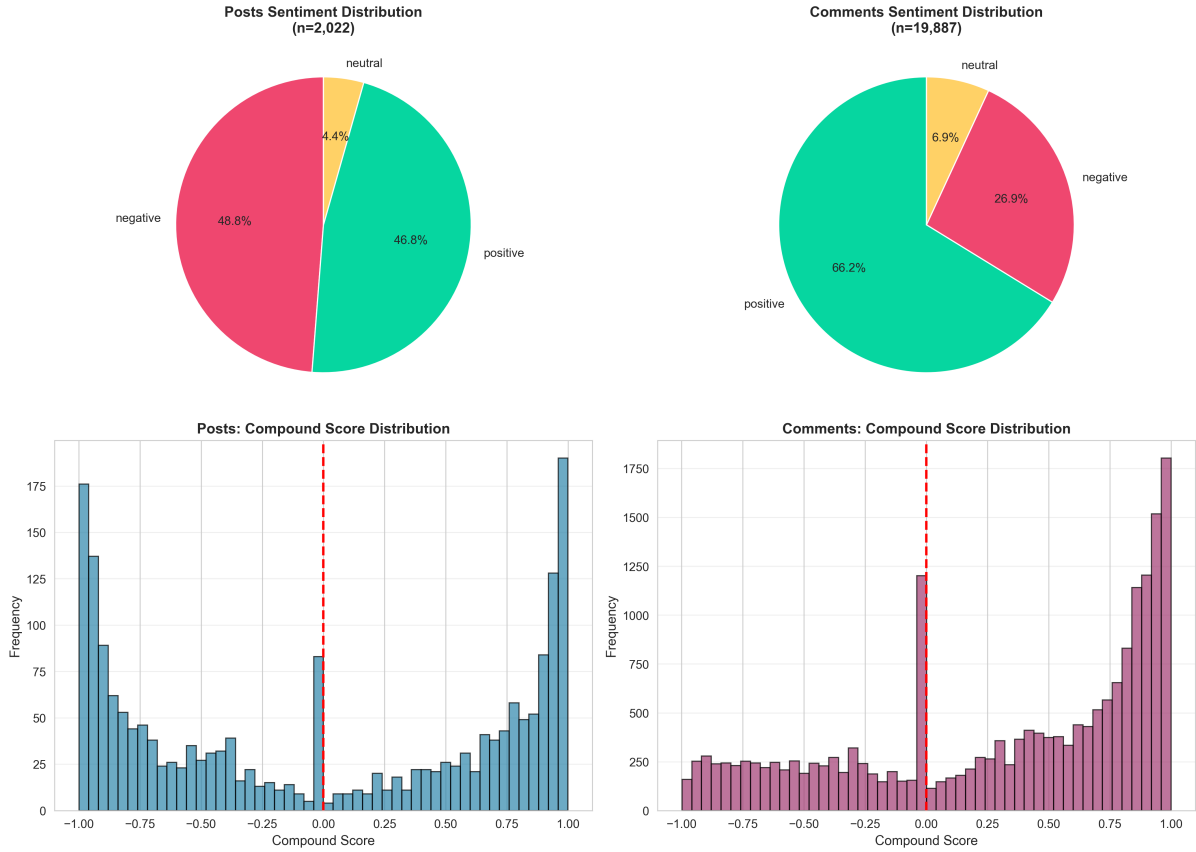 Posts Sentiment Distribution
(n=2,022)
neutral
4.4%
negative
48.8%
46.8%
positive
Comments Sentiment Distribution
(n=19,887)
neutral
6.9%
negative
26.9%
66.2%
positive
Posts: Compound Score Distribution
Frequency
175
150
125
100
75
50
25
0
−1.00 −0.75 −0.50 −0.25 0.00 0.25 0.50 0.75 1.00
Compound Score
Comments: Compound Score Distribution
Frequency
1750
1500
1250
1000
750
500
250
0
−1.00 −0.75 −0.50 −0.25 0.00 0.25 0.50 0.75 1.00
Compound Score